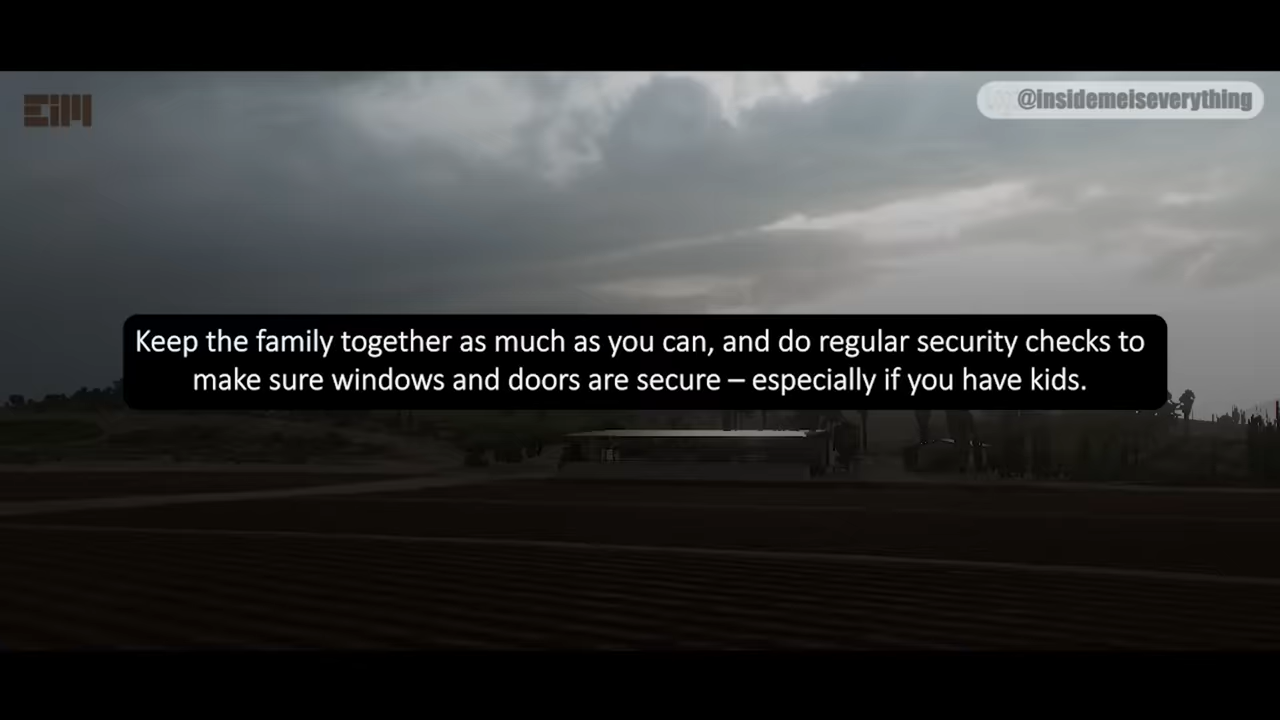 EiM
@Insidemeiseverything
Keep the family together as much as you can, and do regular security checks to
make sure windows and doors are secure – especially if you have kids.